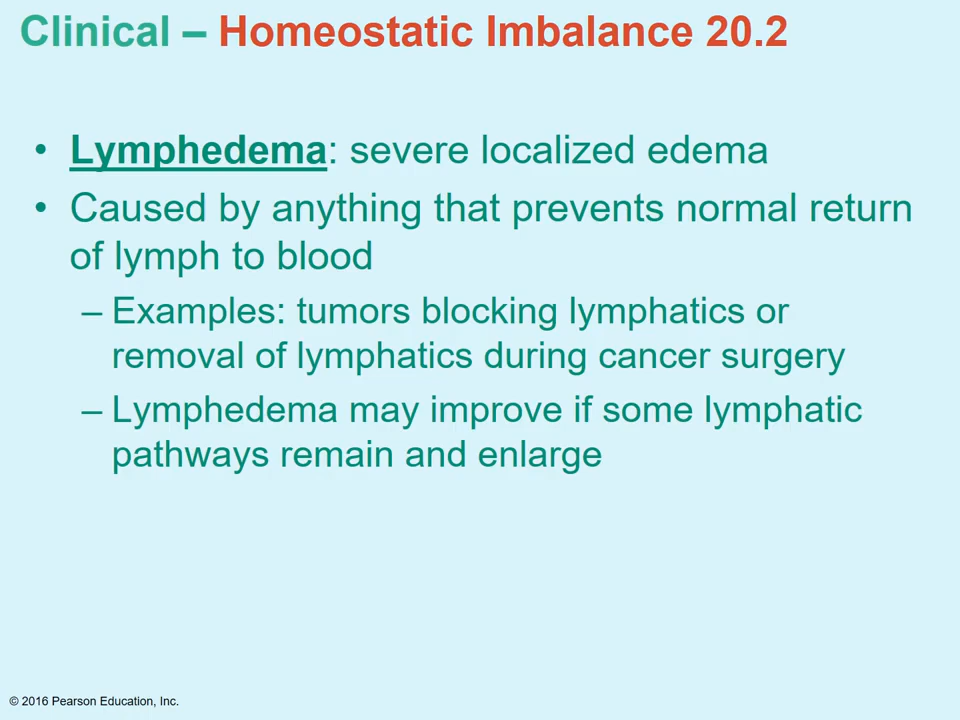 Clinical – Homeostatic Imbalance 20.2
• Lymphedema: severe localized edema
• Caused by anything that prevents normal return
of lymph to blood
– Examples: tumors blocking lymphatics or
removal of lymphatics during cancer surgery
– Lymphedema may improve if some lymphatic
pathways remain and enlarge
© 2016 Pearson Education, Inc.